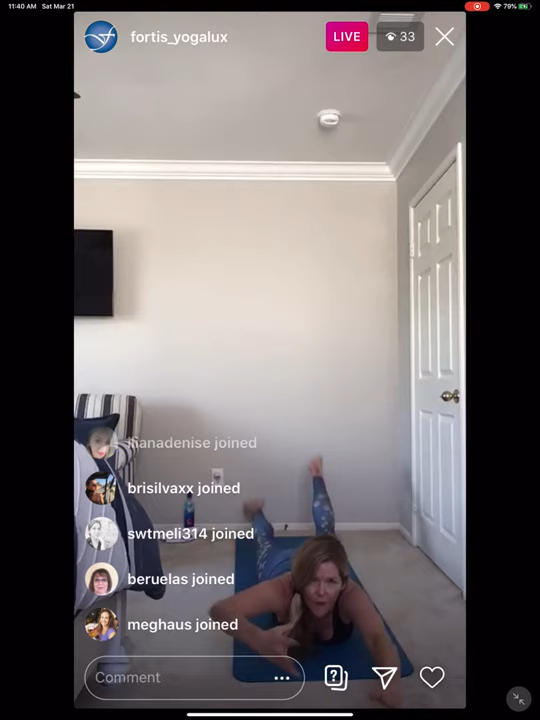 11:40 AM Sat Mar 21
79%
fortis_yogalux
LIVE
33
joined
brisilvaxx joined
swtmeli314 joined
beruelas joined
meghaus joined
Comment